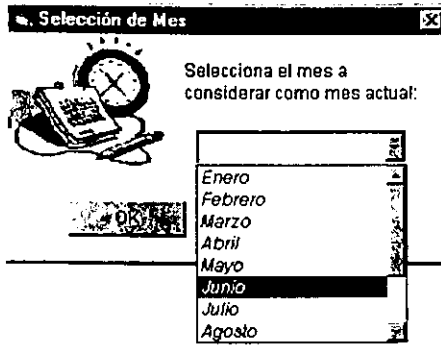 Selección de Mes
Selecciona el mes a
considerar como mes actual:
Enero
Febrero
Marzo
Abril
Mayo
OK
Junio
Julio
Agosto